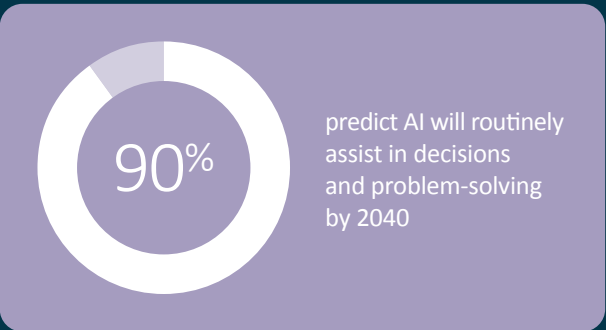 90%
predict AI will routinely
assist in decisions
and problem-solving
by 2040